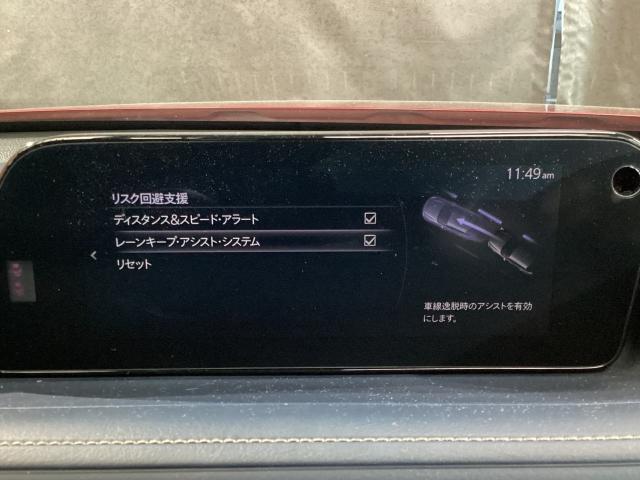 11:49am
リスク回避支援
ディスタンス&スピード・アラート
レーンキープ・アシスト・システム
リセット
車線逸脱時のアシストを有効
にします。